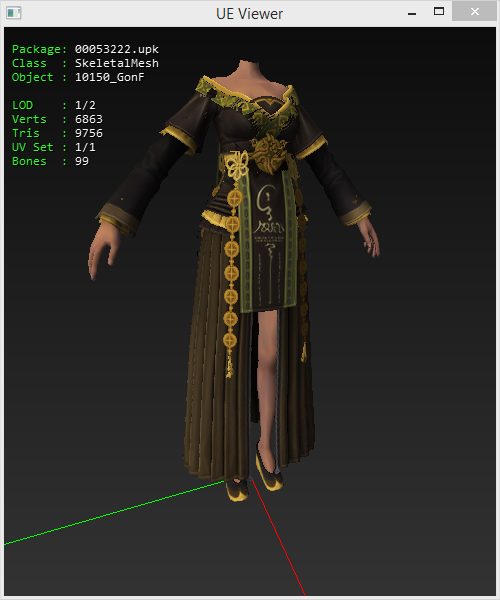 UE Viewer
Package: 00053222.upk
Class : SkeletalMesh
Object : 10150_GonF
LOD : 1/2
Verts : 6863
Tris : 9756
UV Set : 1/1
Bones : 99